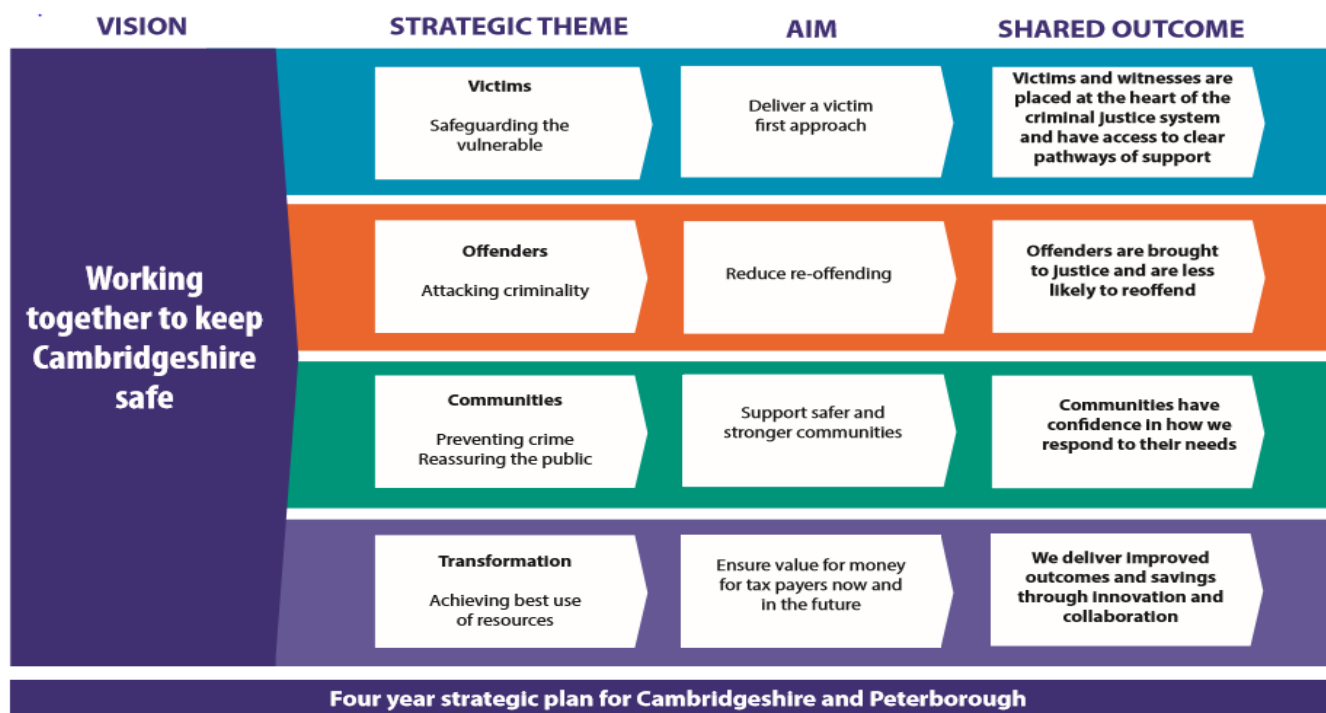 VISION
STRATEGIC THEME
AIM
SHARED OUTCOME
Working
together to keep
Cambridgeshire
safe
Victims
Safeguarding the
vulnerable
Deliver a victim
first approach
Victims and witnesses are
placed at the heart of the
criminal justice system
and have access to clear
pathways of support
Offenders
Attacking criminality
Reduce re-offending
Offenders are brought
to justice and are less
likely to reoffend
Communities
Preventing crime
Reassuring the public
Support safer and
stronger communities
Communities have
confidence in how we
respond to their needs
Transformation
Achieving best use
of resources
Ensure value for money
for tax payers now and
in the future
We deliver improved
outcomes and savings
through innovation and
collaboration
Four year strategic plan for Cambridgeshire and Peterborough